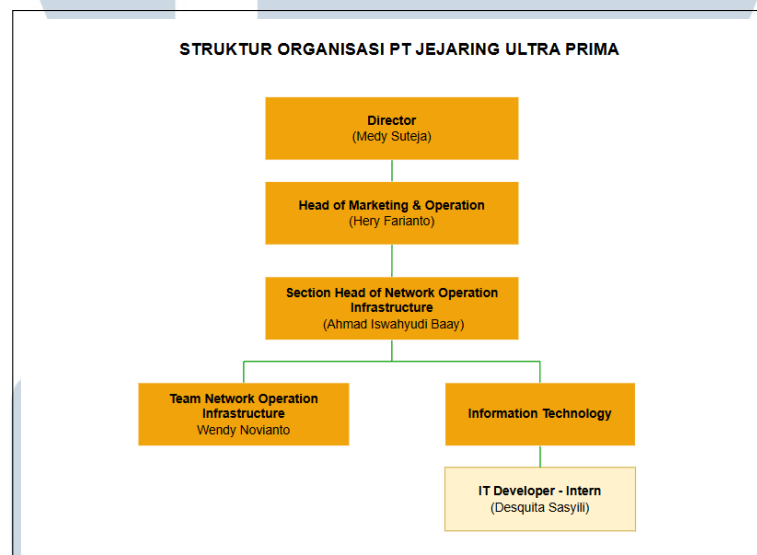 STRUKTUR ORGANISASI PT JEJARING ULTRA PRIMA
Director
(Medy Suteja)
Head of Marketing & Operation
(Hery Farianto)
Section Head of Network Operation
Infrastructure
(Ahmad Iswahyudi Baay)
Team Network Operation
Infrastructure
Wendy Novianto
Information Technology
IT Developer - Intern
(Desquita Sasyili)